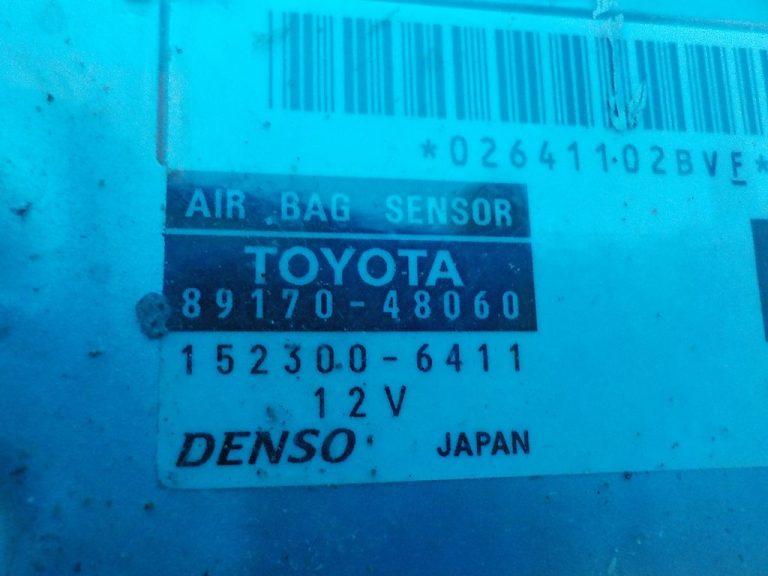 *02641102BVF*
AIR BAG SENSOR
TOYOTA
89170-48060
152300-6411
12V
DENSO JAPAN